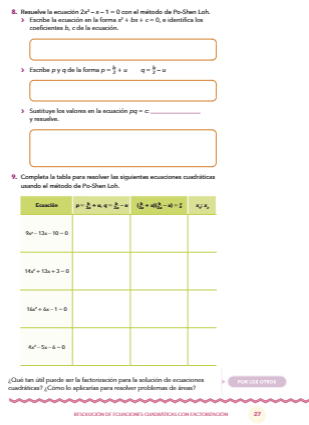 8. Resuelve la ecuación 2x² – x – 1 = 0 con el método de Po-Shen Loh.
› Escribe la ecuación en la forma x² + bx + c = 0, e identifica los
coeficientes b, c de la ecuación.
› Escribe p y q de la forma p = b/2 + u q = b/2 – u
› Sustituye los valores en la ecuación pq = c: ____________
y resuelve.
9. Completa la tabla para resolver las siguientes ecuaciones cuadráticas
usando el método de Po-Shen Loh.
Ecuación
9x² – 13x – 10 = 0
14x² + 13x + 3 = 0
16x² + 6x – 1 = 0
4x² – 5x – 6 = 0
¿Qué tan útil puede ser la factorización para la solución de ecuaciones
cuadráticas? ¿Cómo lo aplicarías para resolver problemas de áreas?
POR LOS OTROS
RESOLUCIÓN DE ECUACIONES CUADRÁTICAS CON FACTORIZACIÓN 27